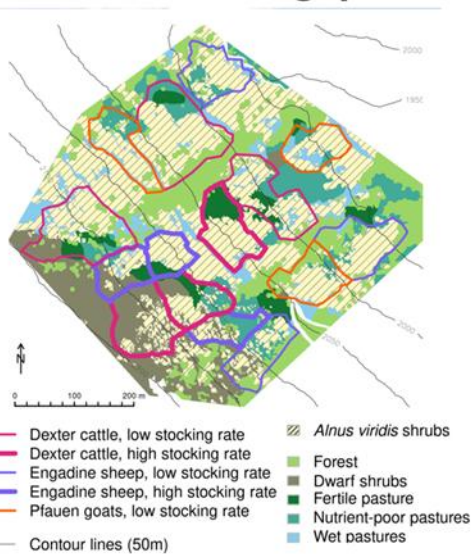 2000
1950
N
2000
2050
0 100 200 m
Dexter cattle, low stocking rate
Dexter cattle, high stocking rate
Engadine sheep, low stocking rate
Engadine sheep, high stocking rate
Pfauen goats, low stocking rate
Contour lines (50m)
Alnus viridis shrubs
Forest
Dwarf shrubs
Fertile pasture
Nutrient-poor pastures
Wet pastures